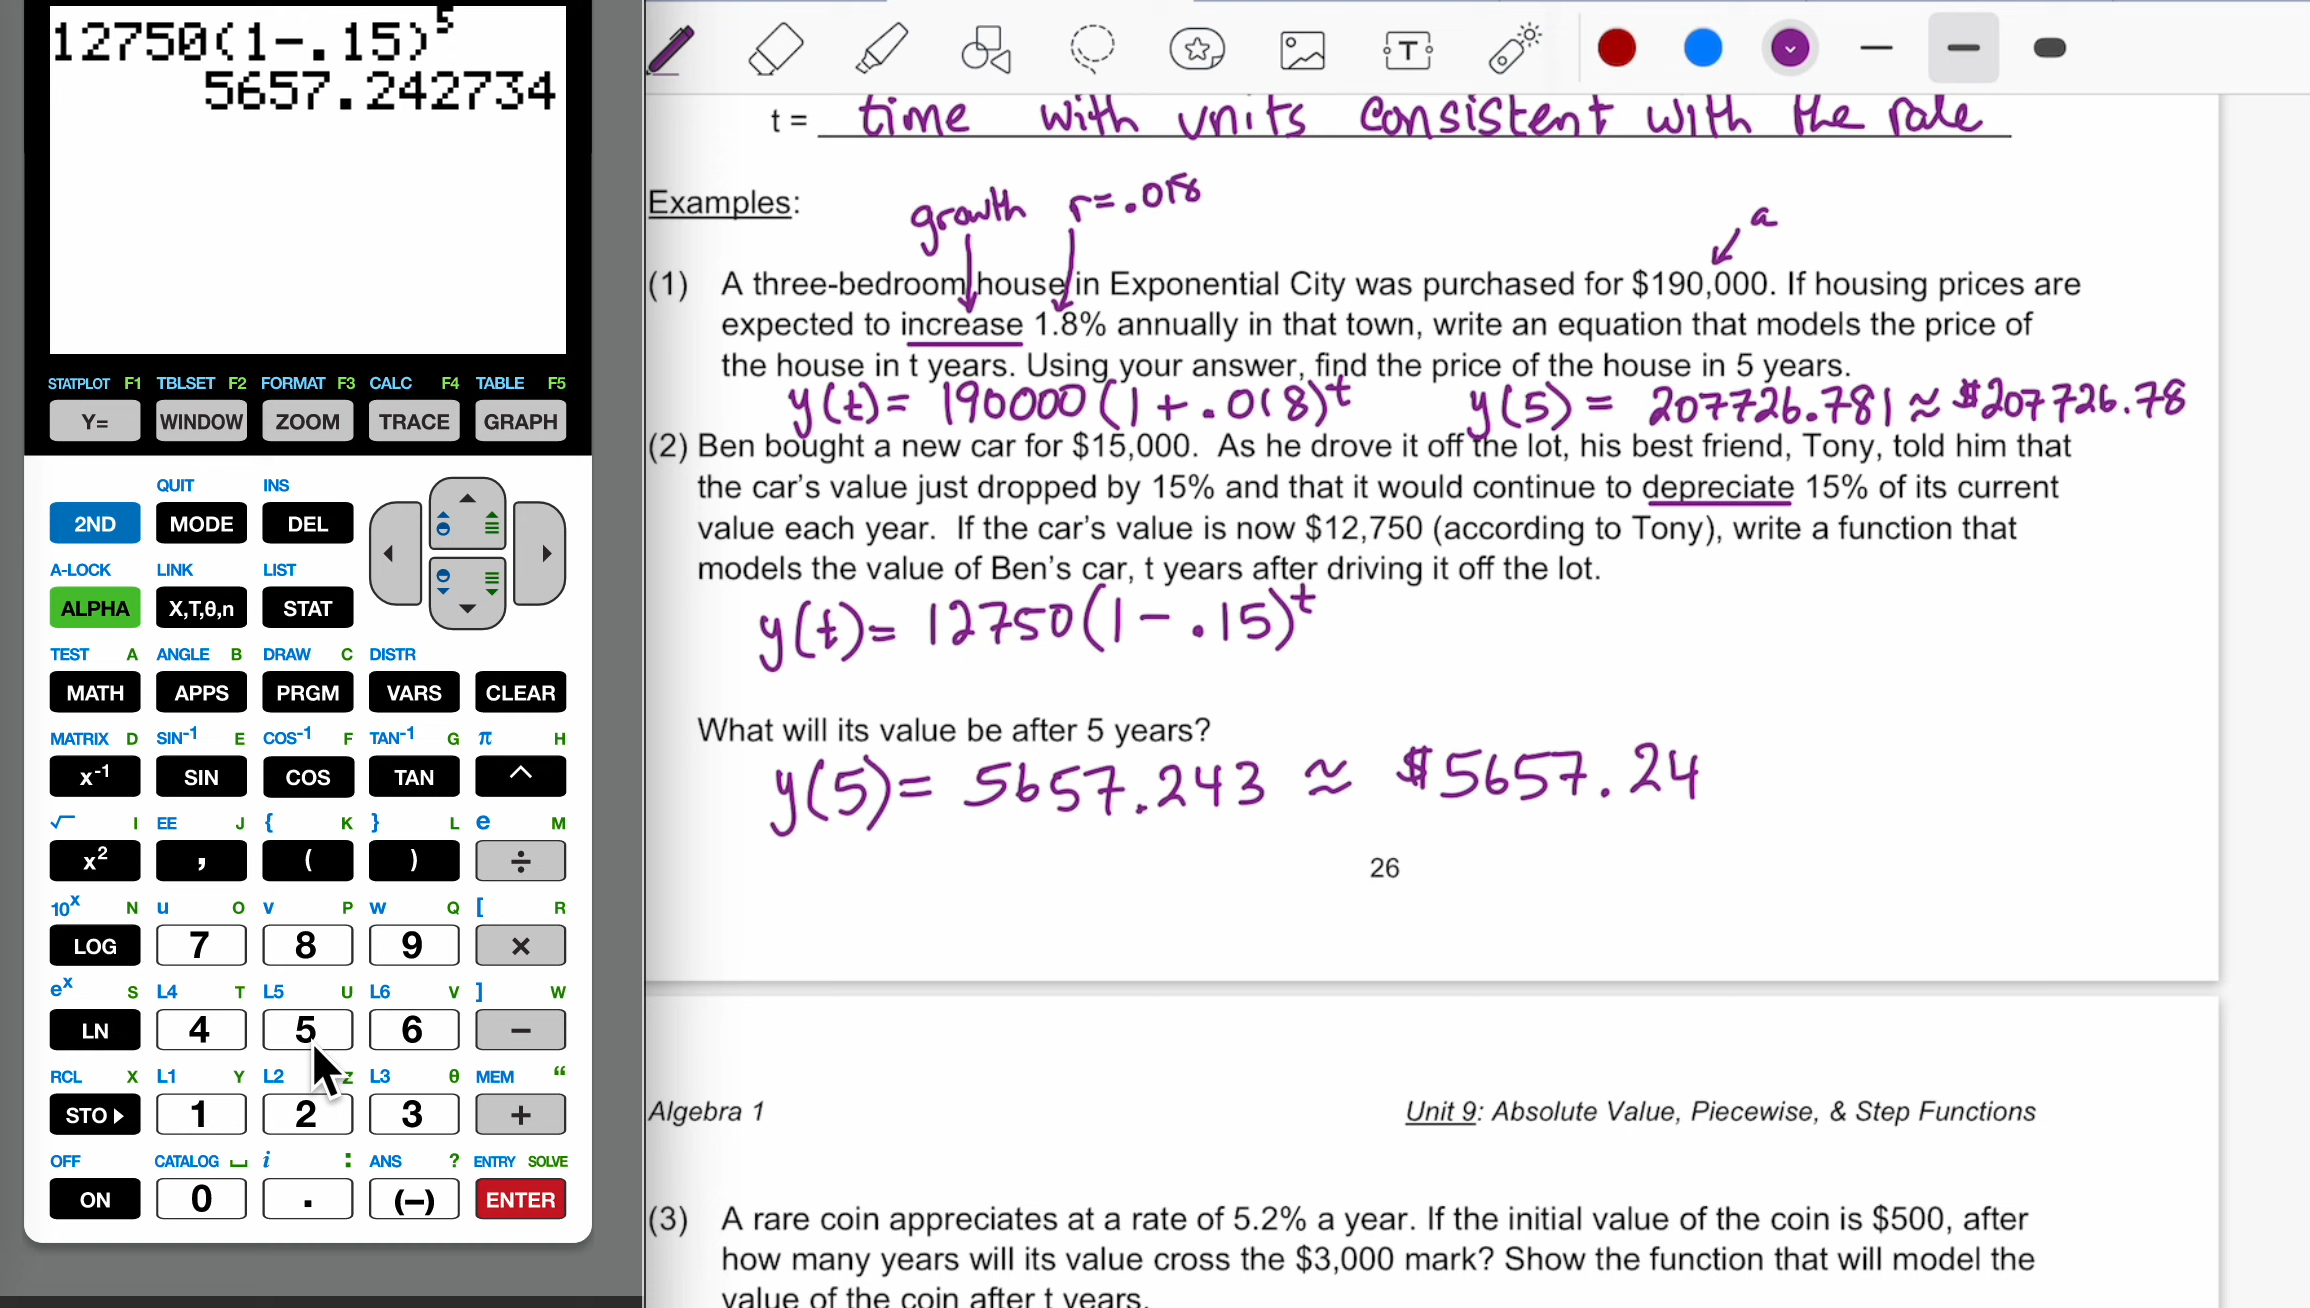 12750(1-.15)^5
5657.242734
STATPLOT F1 TBLSET F2 FORMAT F3 CALC F4 TABLE F5
Y= WINDOW ZOOM TRACE GRAPH
QUIT INS
2ND MODE DEL
A-LOCK LINK LIST
ALPHA X,T,θ,n STAT
TEST A ANGLE B DRAW C DISTR
MATH APPS PRGM VARS CLEAR
MATRIX D SIN⁻¹ E COS⁻¹ F TAN⁻¹ G π H
x⁻¹ SIN COS TAN ^
√ I EE J { K } L e M
x² , ( ) ÷
10ˣ N u O v P w Q [ R
LOG 7 8 9 ×
eˣ S L4 T L5 U L6 V ] W
LN 4 5 6 −
RCL X L1 Y L2 Z L3 θ MEM “
STO▶ 1 2 3 +
OFF CATALOG ⎵ i : ANS ? ENTRY SOLVE
ON 0 . (−) ENTER
T
t = time with units consistent with the rate
Examples:
growth r=.018
a
(1) A three-bedroom house in Exponential City was purchased for $190,000. If housing prices are
expected to increase 1.8% annually in that town, write an equation that models the price of
the house in t years. Using your answer, find the price of the house in 5 years.
y(t)= 190000(1+.018)^t y(5) = 207726.781 ≈ $207726.78
(2) Ben bought a new car for $15,000. As he drove it off the lot, his best friend, Tony, told him that
the car’s value just dropped by 15% and that it would continue to depreciate 15% of its current
value each year. If the car’s value is now $12,750 (according to Tony), write a function that
models the value of Ben’s car, t years after driving it off the lot.
y(t)= 12750(1-.15)^t
What will its value be after 5 years?
y(5)= 5657.243 ≈ $5657.24
26
Algebra 1 Unit 9: Absolute Value, Piecewise, & Step Functions
(3) A rare coin appreciates at a rate of 5.2% a year. If the initial value of the coin is $500, after
how many years will its value cross the $3,000 mark? Show the function that will model the
value of the coin after t years.